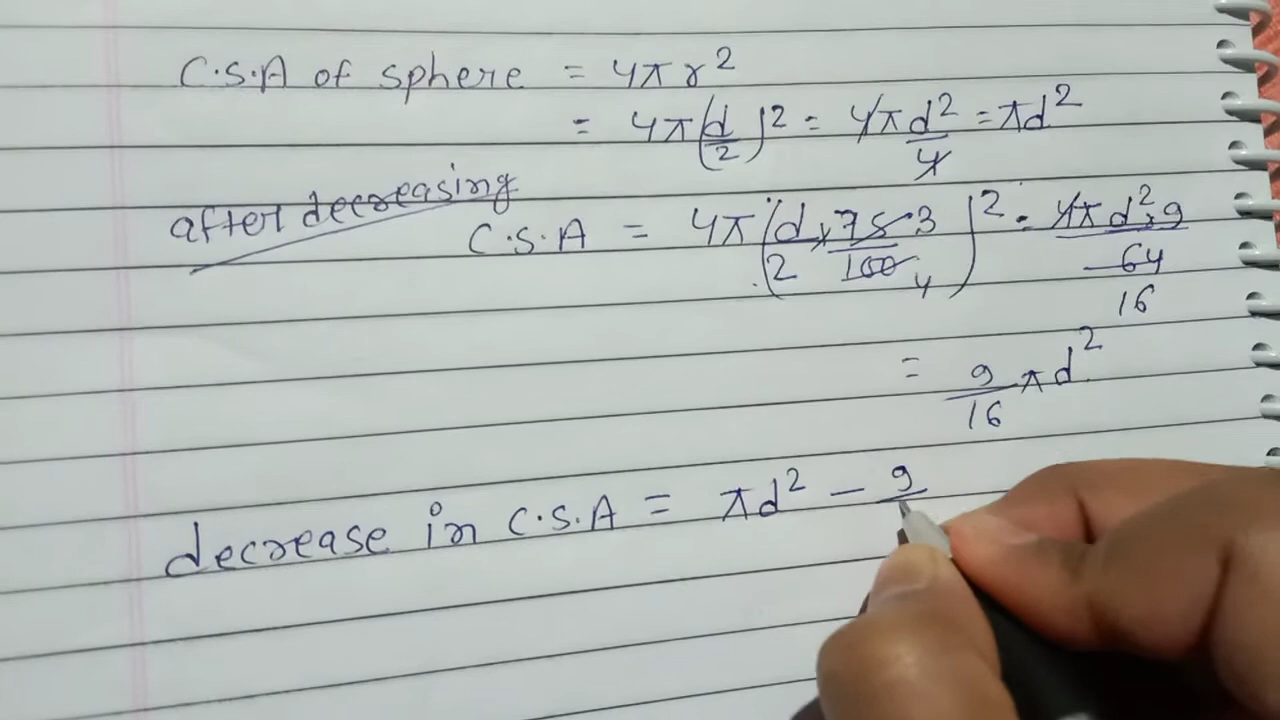 C.S.A of sphere = 4πr²
= 4π(d/2)² = 4πd²/4 = πd²
after decreasing
C.S.A = 4π(d/2 × 75 3/100 4)² = 4πd²×9/64 16
= 9/16 πd²
decrease in C.S.A = πd² - 9